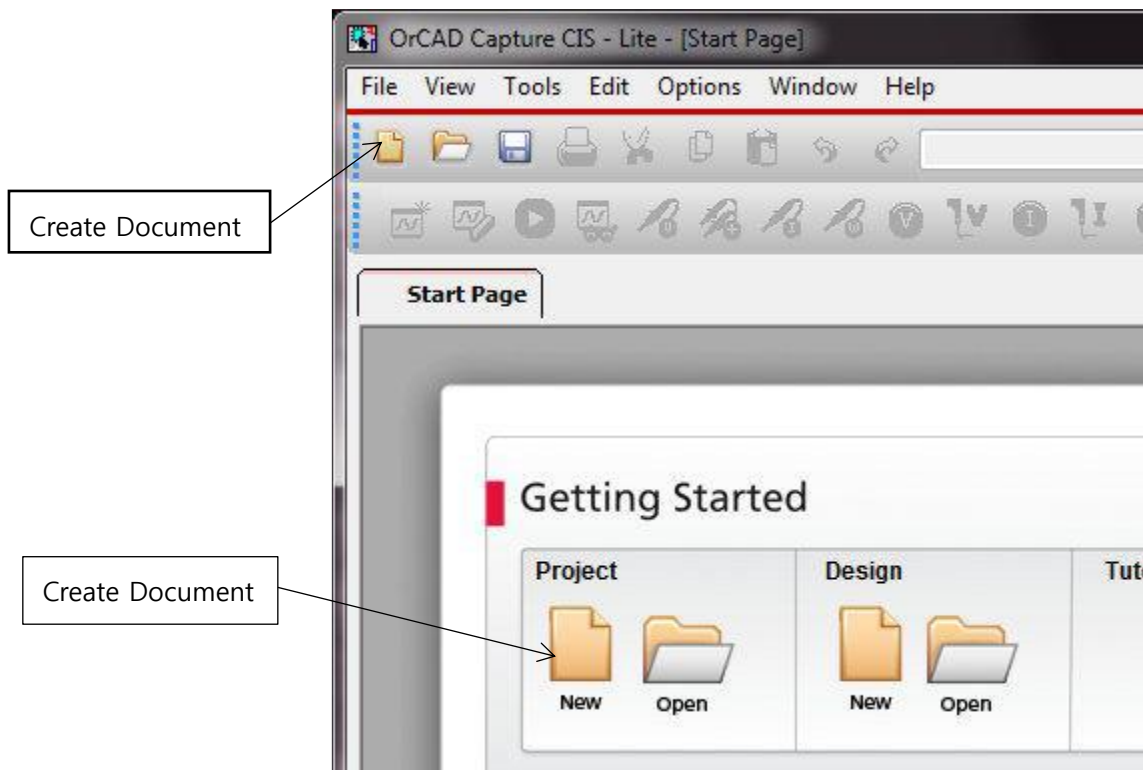 OrCAD Capture CIS - Lite - [Start Page]
File View Tools Edit Options Window Help
Create Document
Start Page
Getting Started
Project Design Tut
New Open New Open
Create Document